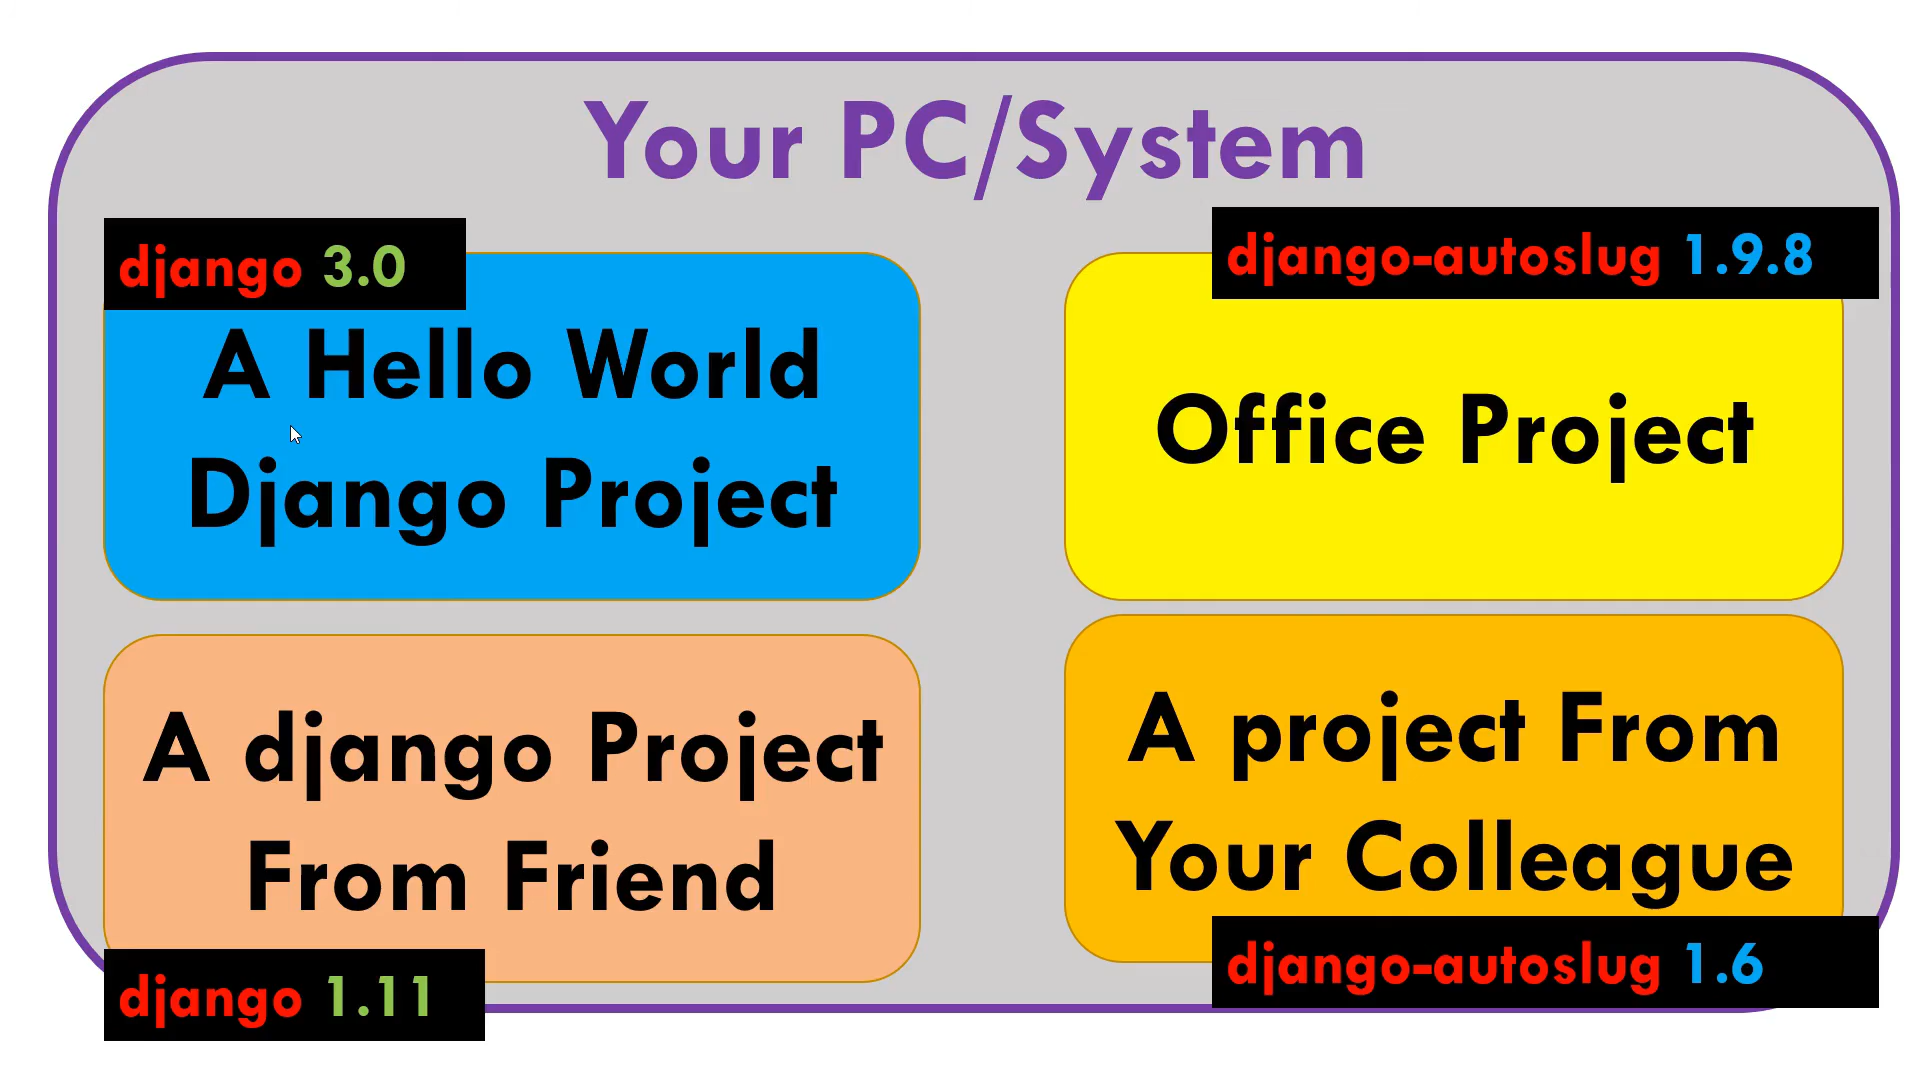 Your PC/System
django 3.0
A Hello World
Django Project
django-autoslug 1.9.8
Office Project
A django Project
From Friend
django 1.11
A project From
Your Colleague
django-autoslug 1.6